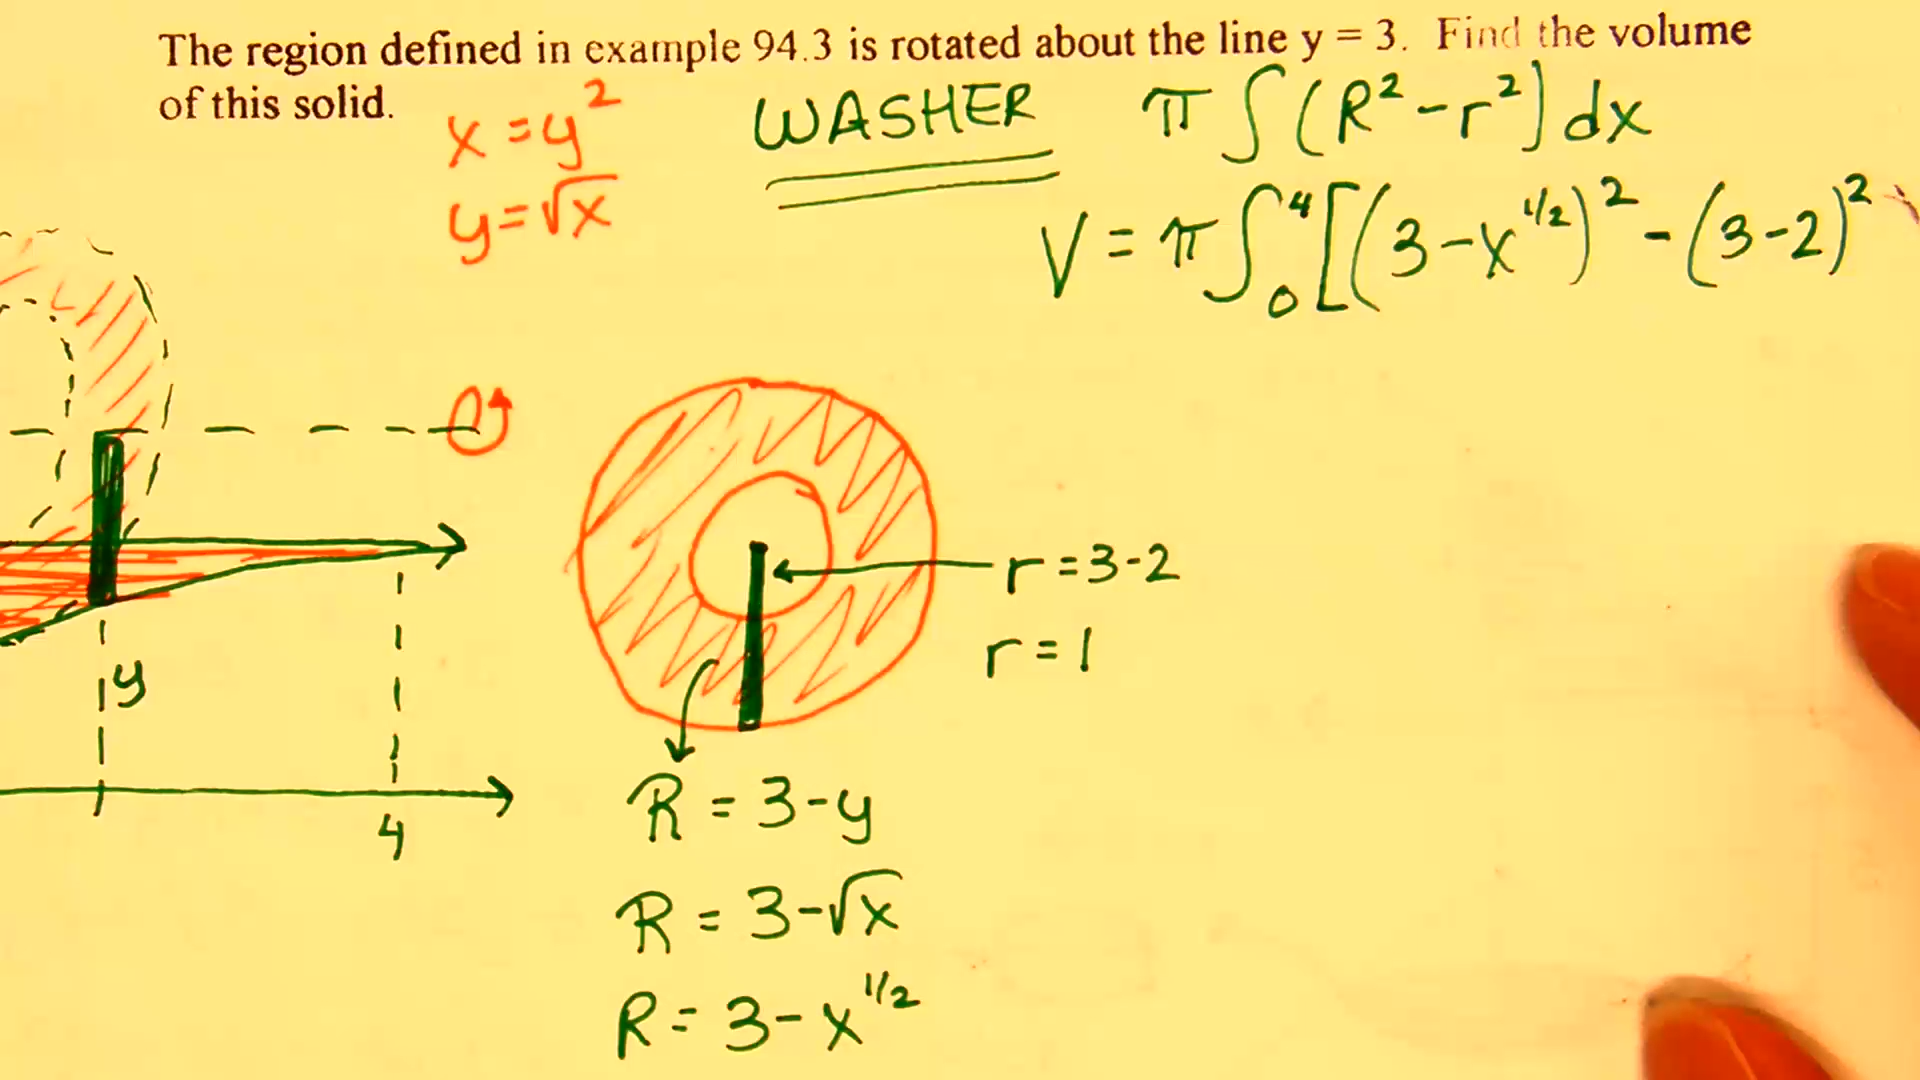 The region defined in example 94.3 is rotated about the line y = 3. Find the volume
of this solid.
x = y²
y = √x
WASHER
π ∫ (R² - r²) dx
V = π ∫₀⁴ [(3 - x^1/2)² - (3 - 2)²
r = 3 - 2
r = 1
y
4
R = 3 - y
R = 3 - √x
R = 3 - x^1/2